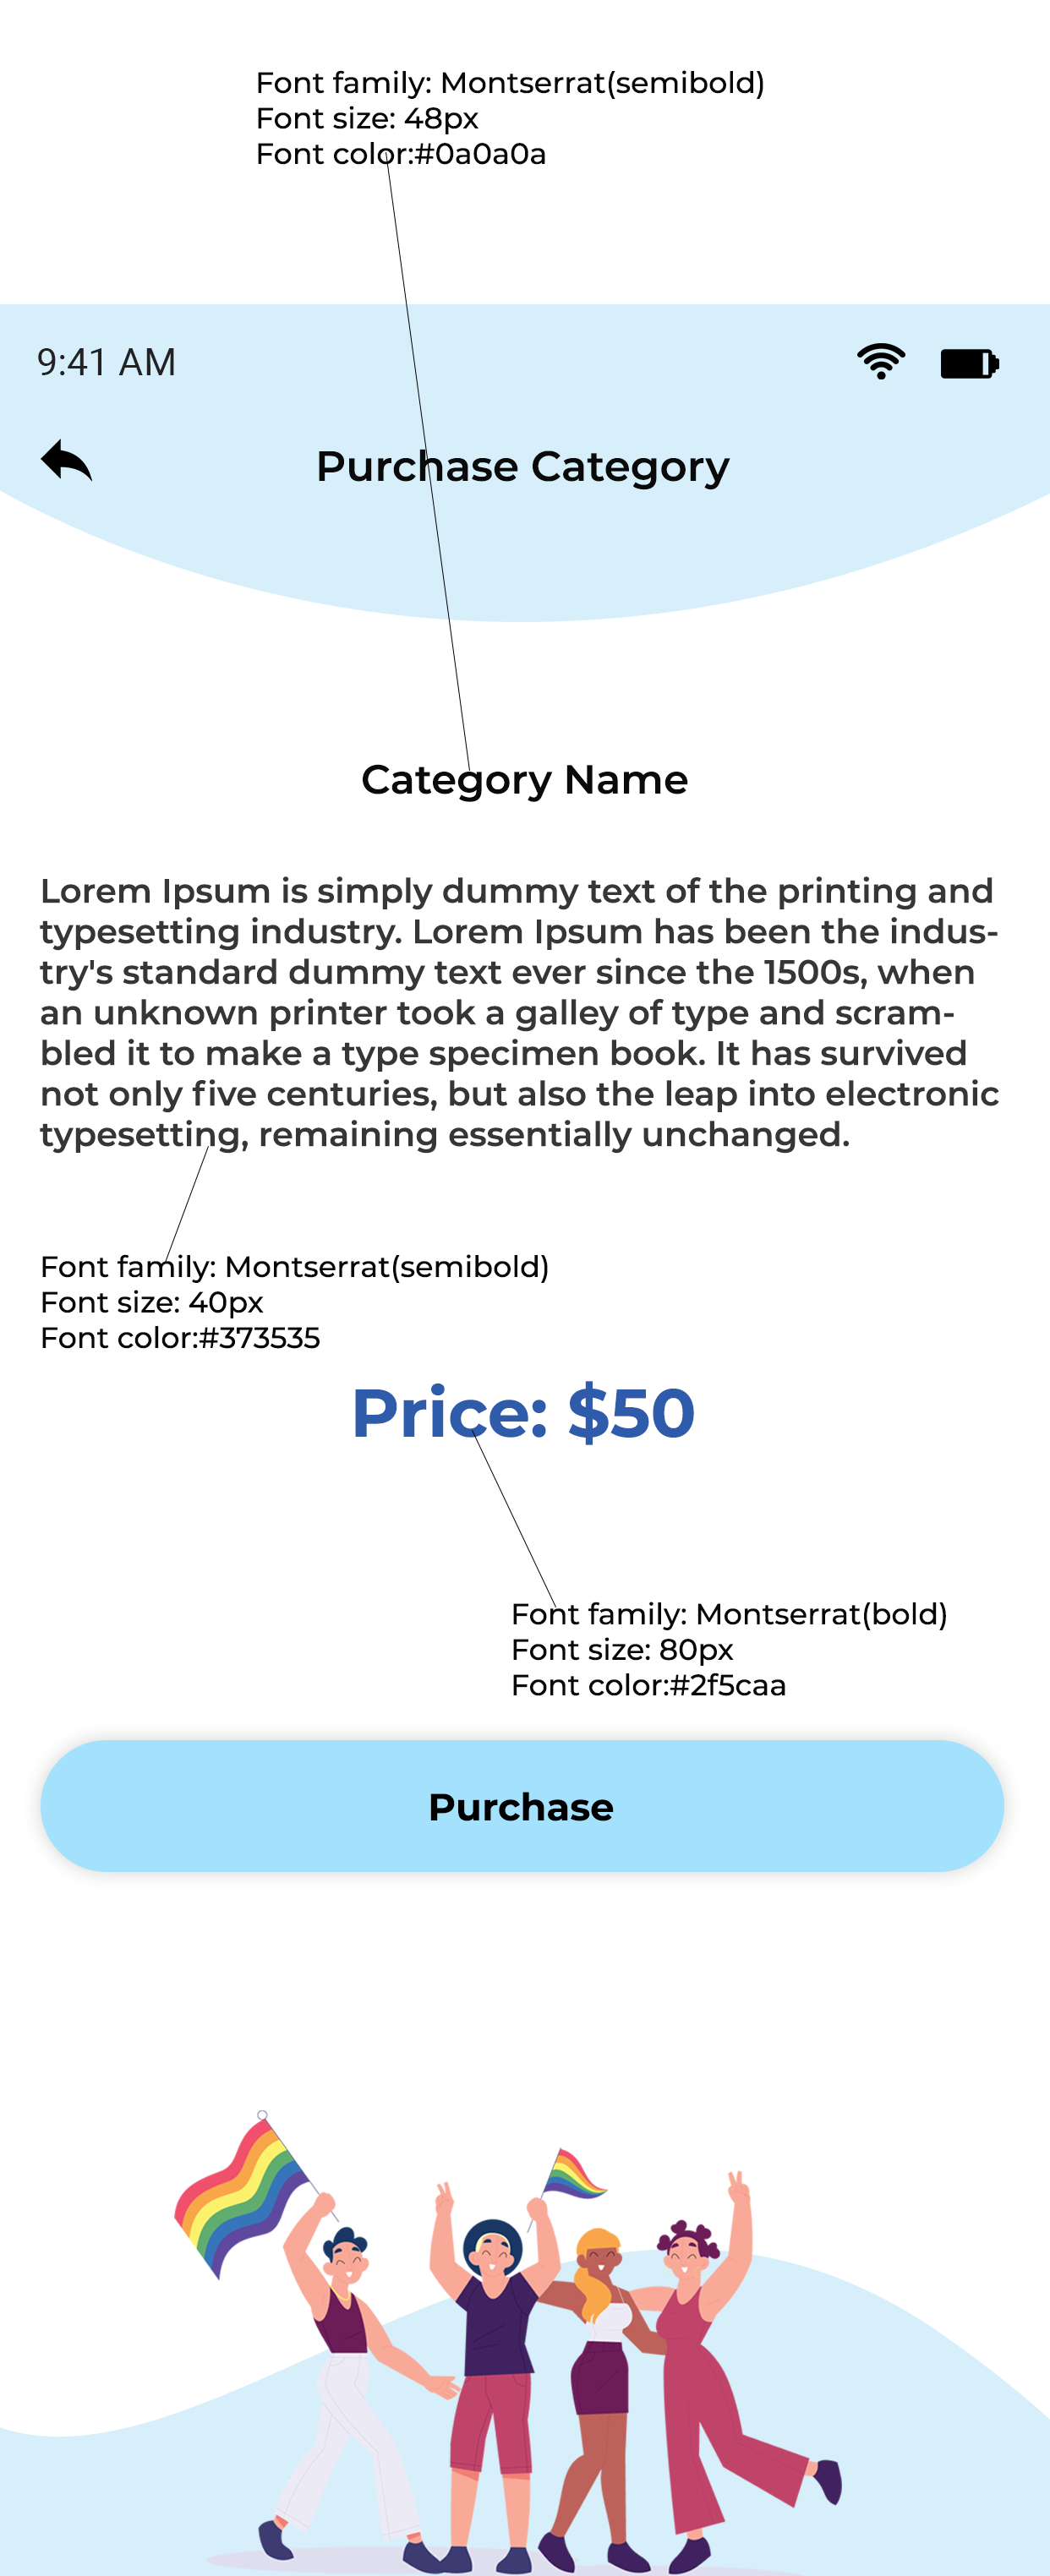 Font family: Montserrat(semibold)
Font size: 48px
Font color:#0a0a0a
9:41 AM
Purchase Category
Category Name
Lorem Ipsum is simply dummy text of the printing and
typesetting industry. Lorem Ipsum has been the indus-
try's standard dummy text ever since the 1500s, when
an unknown printer took a galley of type and scram-
bled it to make a type specimen book. It has survived
not only five centuries, but also the leap into electronic
typesetting, remaining essentially unchanged.
Font family: Montserrat(semibold)
Font size: 40px
Font color:#373535
Price: $50
Font family: Montserrat(bold)
Font size: 80px
Font color:#2f5caa
Purchase